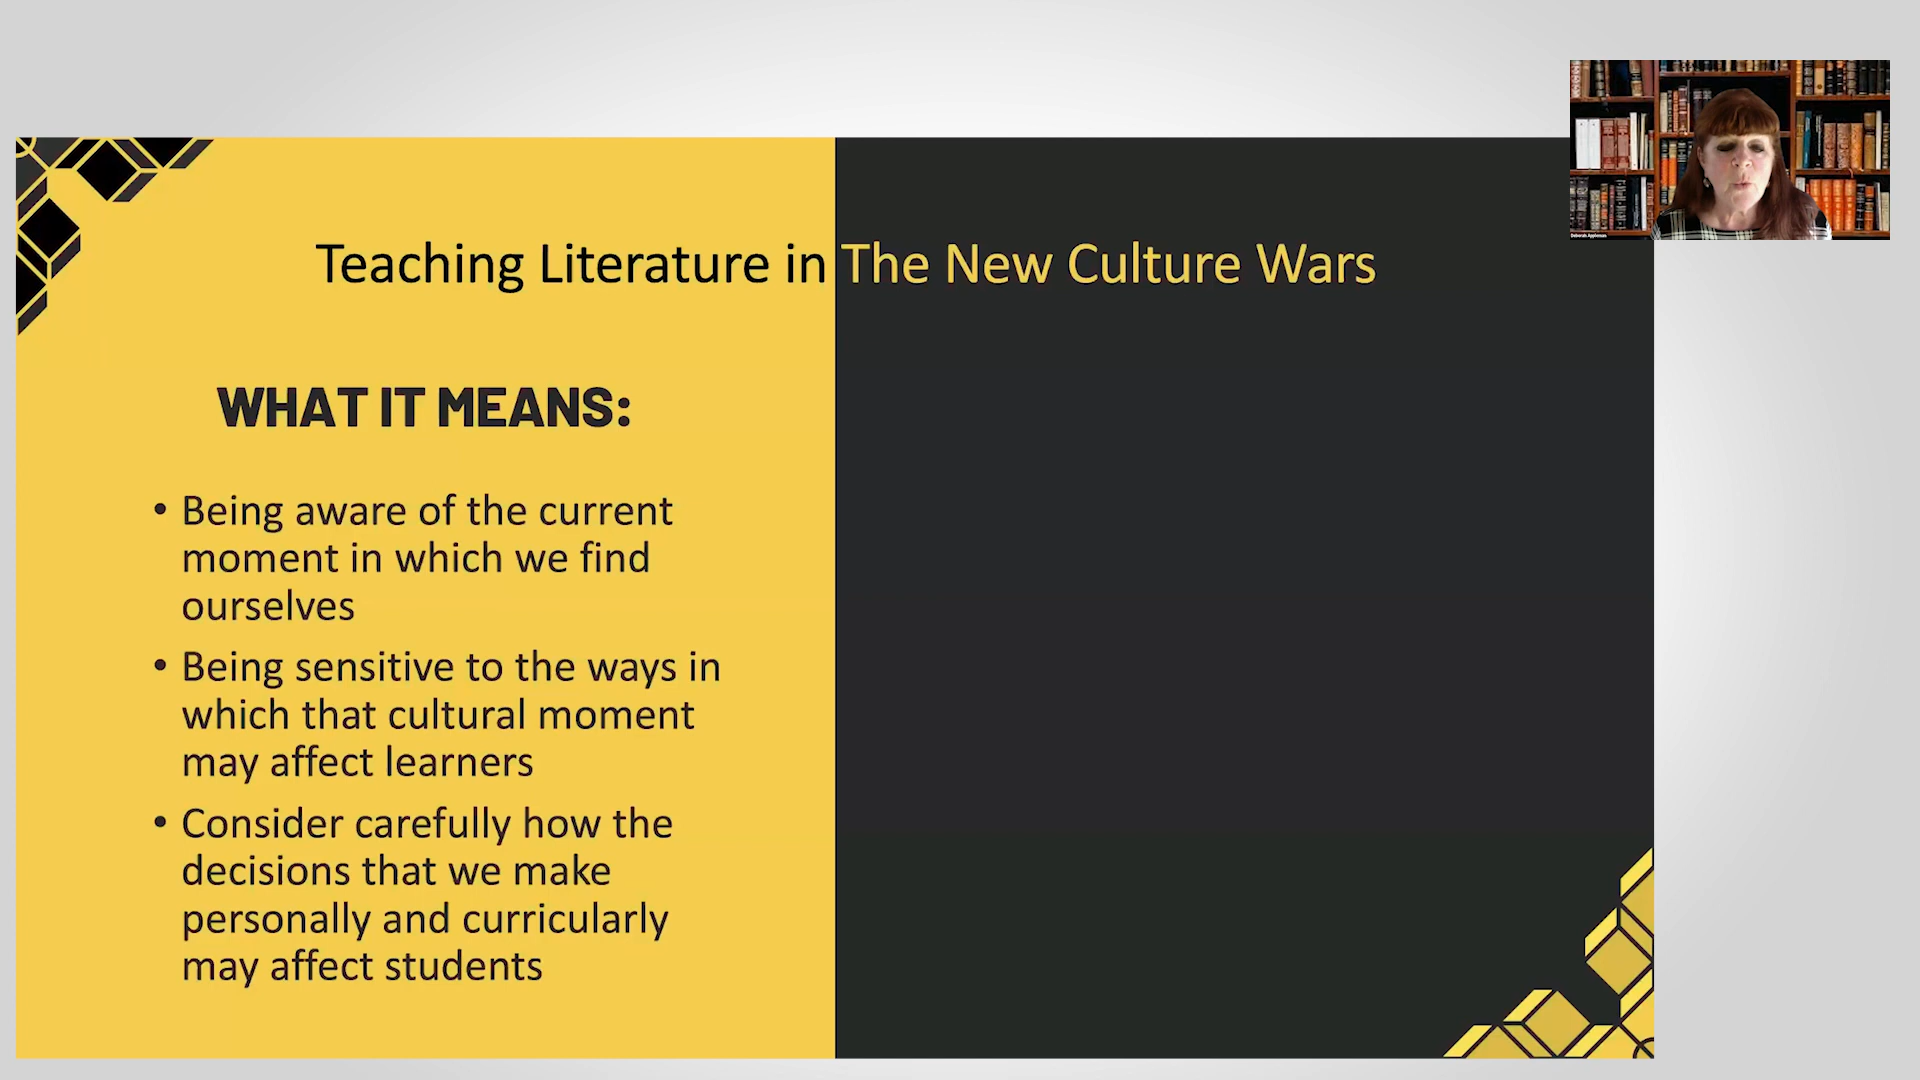 Teaching Literature in The New Culture Wars
WHAT IT MEANS:
• Being aware of the current
moment in which we find
ourselves
• Being sensitive to the ways in
which that cultural moment
may affect learners
• Consider carefully how the
decisions that we make
personally and curricularly
may affect students
Deborah Appleman